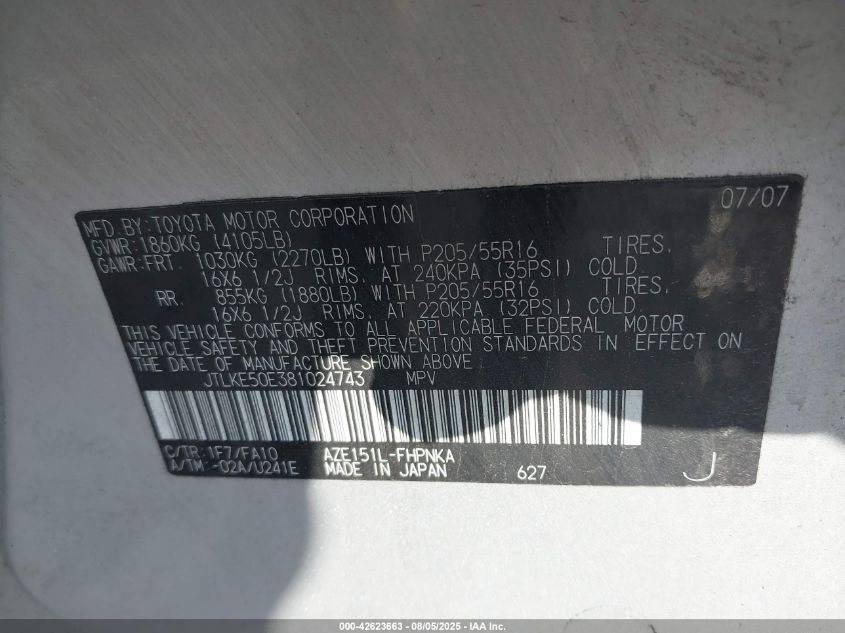 07/07
MFD.BY:TOYOTA MOTOR CORPORATION
GVWR:1860KG (4105LB)
GAWR:FRT. 1030KG (2270LB) WITH P205/55R16 TIRES.
16X6 1/2J RIMS. AT 240KPA (35PSI) COLD.
RR. 855KG (1880LB) WITH P205/55R16 TIRES.
16X6 1/2J RIMS. AT 220KPA (32PSI) COLD.
THIS VEHICLE CONFORMS TO ALL APPLICABLE FEDERAL MOTOR
VEHICLE SAFETY AND THEFT PREVENTION STANDARDS IN EFFECT ON
THE DATE OF MANUFACTURE SHOWN ABOVE.
JTLKE50E381024743 MPV
C/TR:1F7/FA10 AZE151L-FHPNKA
A/TM:-02A/U241E MADE IN JAPAN 627 J
000-42623663 - 08/05/2025 - IAA Inc.